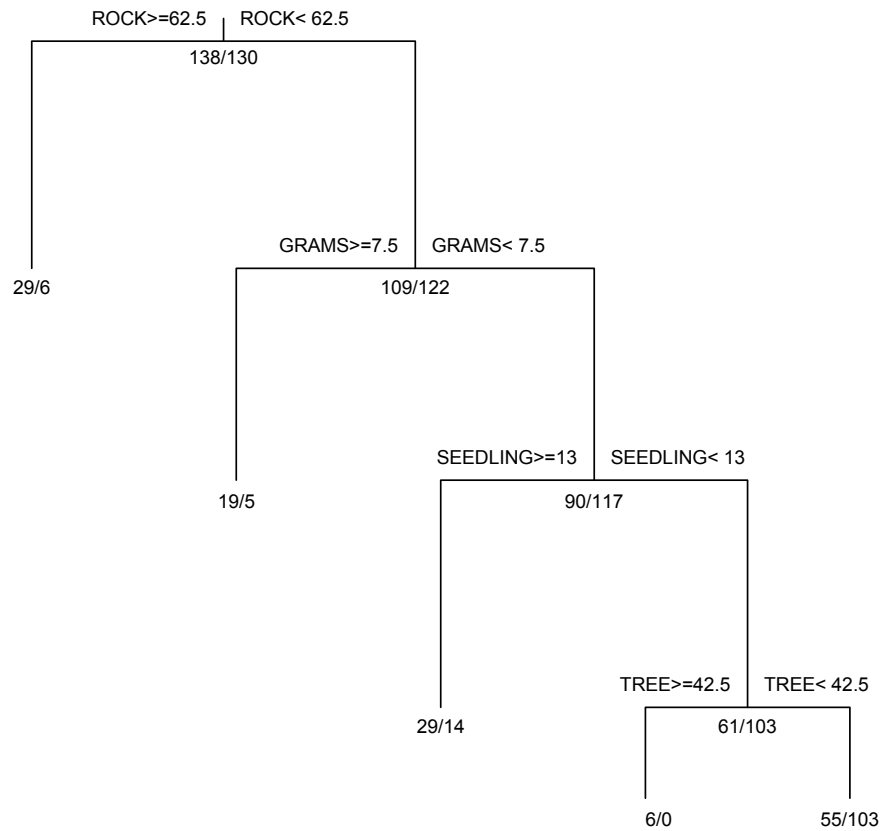 ROCK>=62.5 ROCK< 62.5
138/130
GRAMS>=7.5 GRAMS< 7.5
29/6 109/122
SEEDLING>=13 SEEDLING< 13
19/5 90/117
TREE>=42.5 TREE< 42.5
29/14 61/103
6/0 55/103